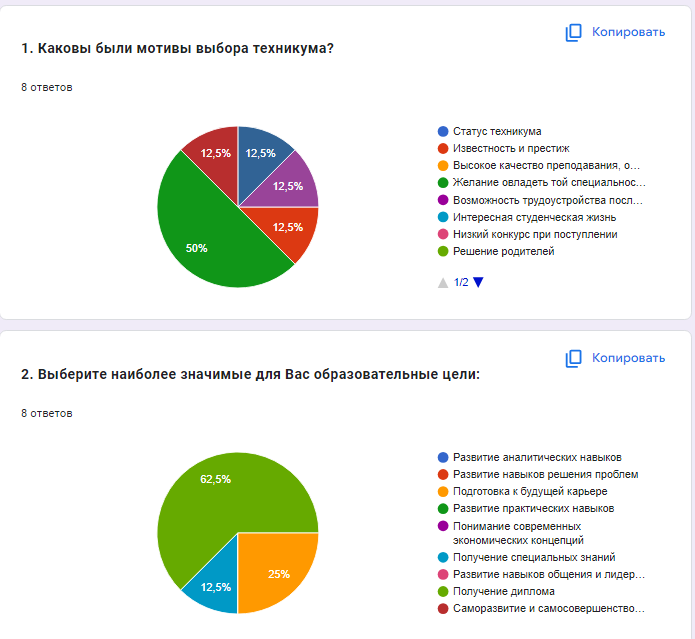 Копировать
1. Каковы были мотивы выбора техникума?
8 ответов
12,5%
12,5%
12,5%
12,5%
50%
Статус техникума
Известность и престиж
Высокое качество преподавания, о...
Желание овладеть той специальнос...
Возможность трудоустройства посл...
Интересная студенческая жизнь
Низкий конкурс при поступлении
Решение родителей
1/2
Копировать
2. Выберите наиболее значимые для Вас образовательные цели:
8 ответов
62,5%
12,5%
25%
Развитие аналитических навыков
Развитие навыков решения проблем
Подготовка к будущей карьере
Развитие практических навыков
Понимание современных
экономических концепций
Получение специальных знаний
Развитие навыков общения и лидер...
Получение диплома
Саморазвитие и самосовершенство...